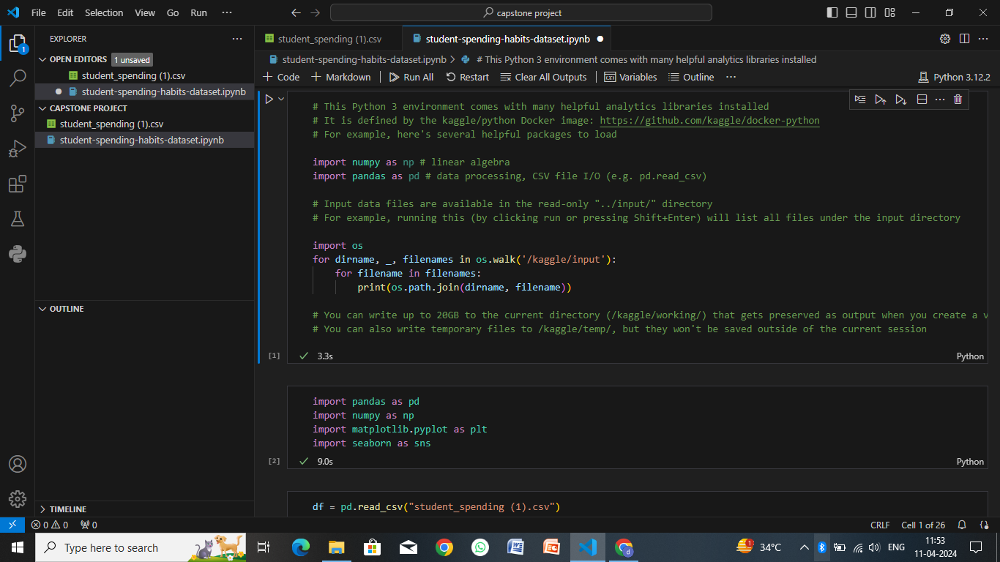 File Edit Selection View Go Run ...
capstone project
EXPLORER
OPEN EDITORS 1 unsaved
student_spending (1).csv
student-spending-habits-dataset.ipynb
CAPSTONE PROJECT
student_spending (1).csv
student-spending-habits-dataset.ipynb
OUTLINE
TIMELINE
student_spending (1).csv
student-spending-habits-dataset.ipynb
student-spending-habits-dataset.ipynb > # This Python 3 environment comes with many helpful analytics libraries installed
+ Code + Markdown Run All Restart Clear All Outputs Variables Outline ... Python 3.12.2
# This Python 3 environment comes with many helpful analytics libraries installed
# It is defined by the kaggle/python Docker image: https://github.com/kaggle/docker-python
# For example, here's several helpful packages to load
import numpy as np # linear algebra
import pandas as pd # data processing, CSV file I/O (e.g. pd.read_csv)
# Input data files are available in the read-only "../input/" directory
# For example, running this (by clicking run or pressing Shift+Enter) will list all files under the input directory
import os
for dirname, _, filenames in os.walk('/kaggle/input'):
for filename in filenames:
print(os.path.join(dirname, filename))
# You can write up to 20GB to the current directory (/kaggle/working/) that gets preserved as output when you create a v
# You can also write temporary files to /kaggle/temp/, but they won't be saved outside of the current session
[1] 3.3s Python
import pandas as pd
import numpy as np
import matplotlib.pyplot as plt
import seaborn as sns
[2] 9.0s Python
df = pd.read_csv("student_spending (1).csv")
0 0 0 CRLF Cell 1 of 26
Type here to search 34°C ENG 11:53
11-04-2024